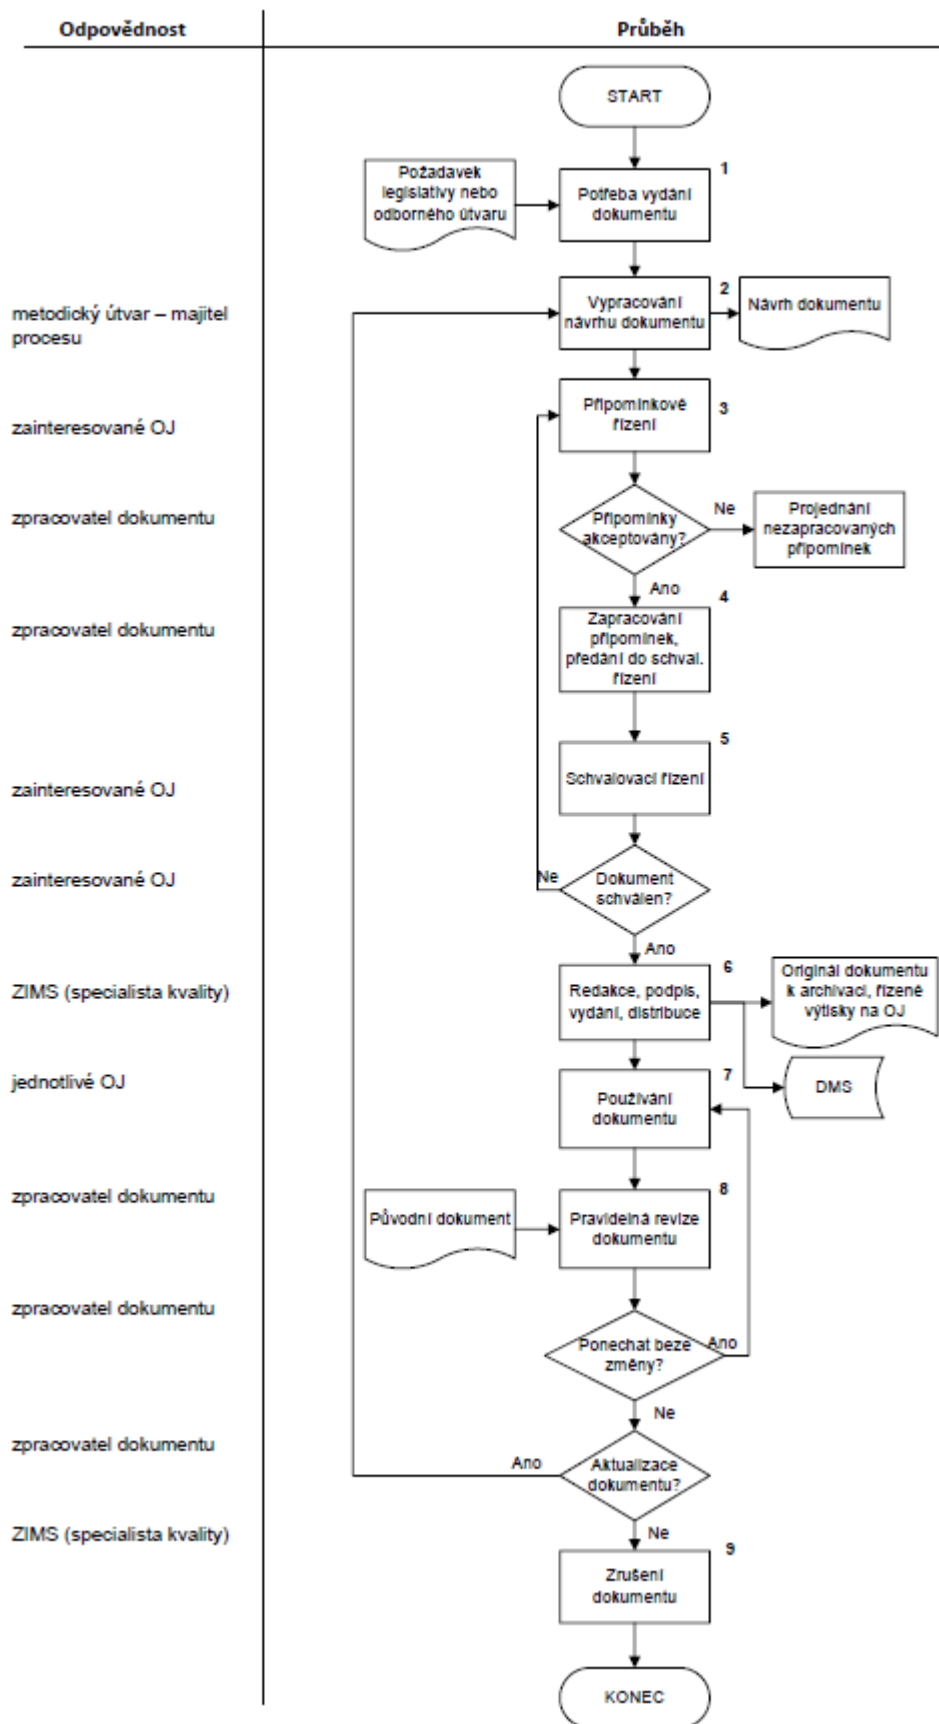 Odpovědnost
Průběh
START
1
Požadavek
legislativy nebo
odborného útvaru
Potřeba vydání
dokumentu
metodický útvar – majitel
procesu
2
Vypracování
návrhu dokumentu
Návrh dokumentu
zainteresované OJ
3
Připomínkové
řízení
zpracovatel dokumentu
Připomínky
akceptovány?
Ne
Projednání
nezapracovaných
připomínek
Ano
4
zpracovatel dokumentu
Zapracování
připomínek,
předání do schval.
řízení
5
zainteresované OJ
Schvalovací řízení
zainteresované OJ
Ne
Dokument
schválen?
Ano
6
ZIMS (specialista kvality)
Redakce, podpis,
vydání, distribuce
Originál dokumentu
k archivaci, řízené
výtisky na OJ
jednotlivé OJ
7
Používání
dokumentu
DMS
zpracovatel dokumentu
8
Původní dokument
Pravidelná revize
dokumentu
zpracovatel dokumentu
Ponechat beze
změny?
Ano
Ne
zpracovatel dokumentu
Ano
Aktualizace
dokumentu?
Ne
ZIMS (specialista kvality)
9
Zrušení
dokumentu
KONEC